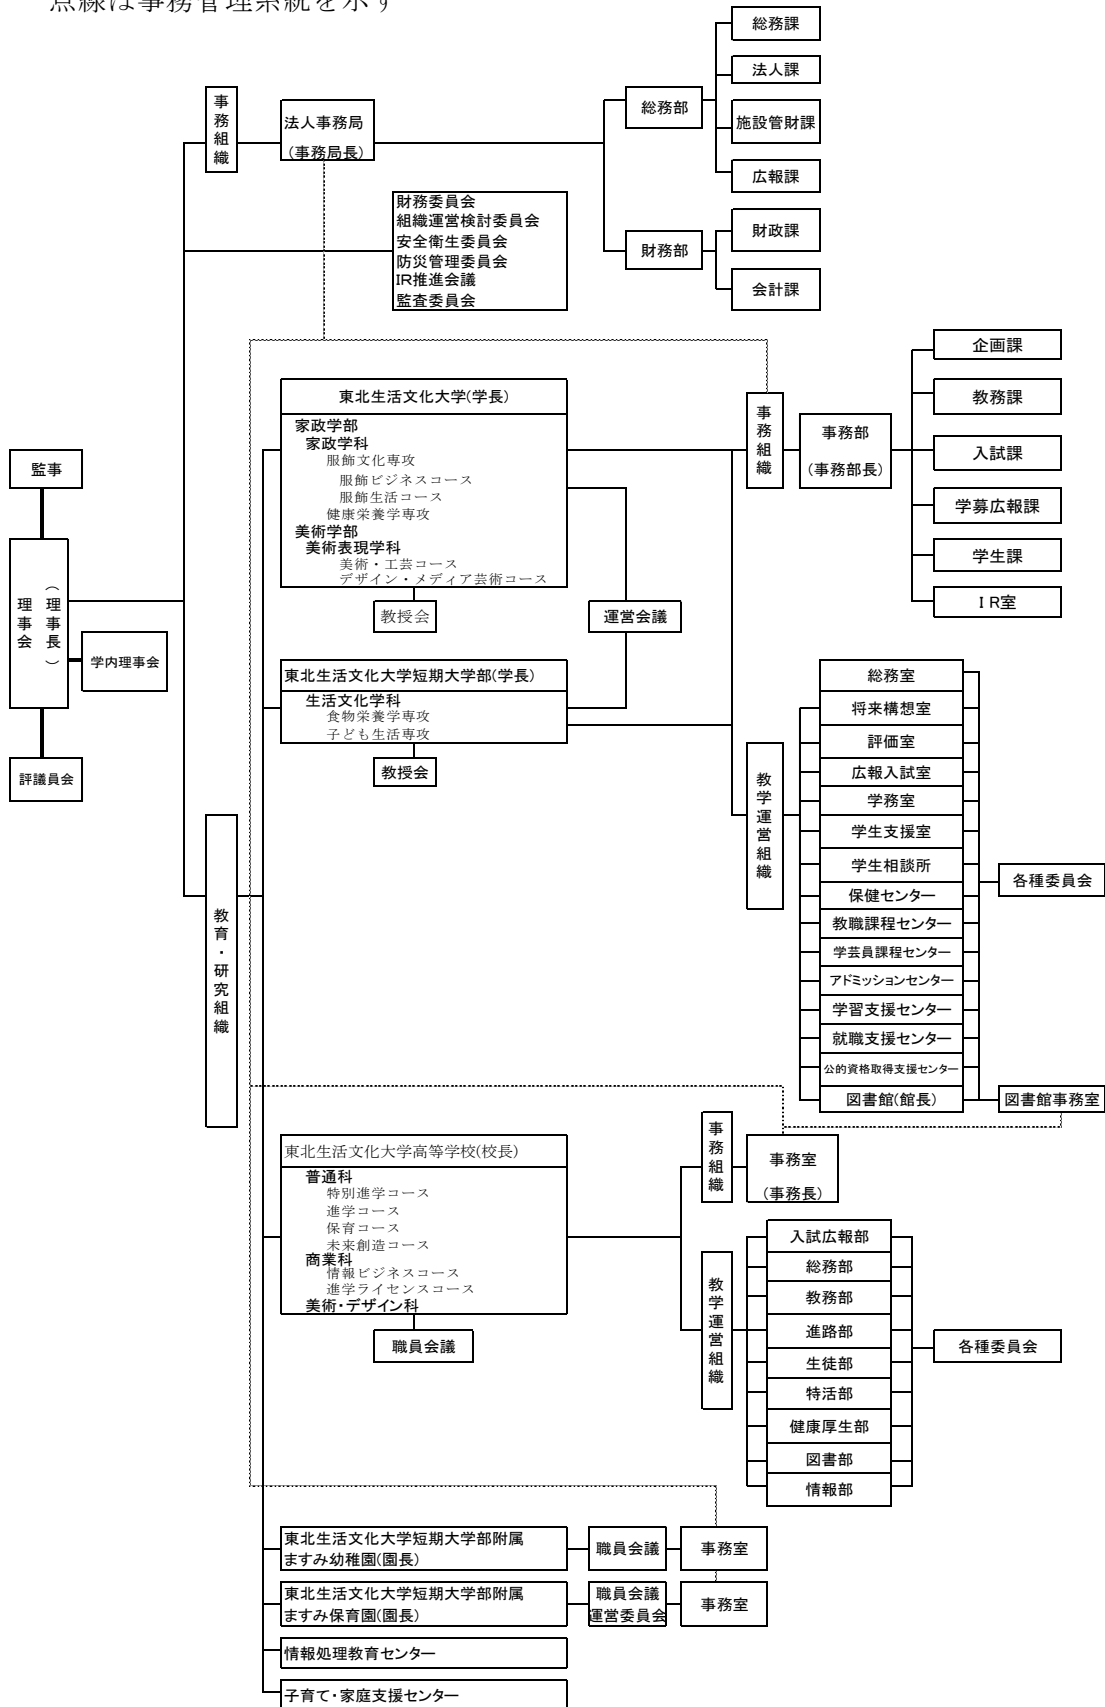 点線は事務管理系統を示す
総務課
法人課
施設管財課
広報課
総務部
事務組織
法人事務局
(事務局長)
財務委員会
組織運営検討委員会
安全衛生委員会
防災管理委員会
IR推進会議
監査委員会
財務部
財政課
会計課
企画課
教務課
入試課
学募広報課
学生課
IR室
事務組織
事務部
(事務部長)
東北生活文化大学(学長)
家政学部
家政学科
服飾文化専攻
服飾ビジネスコース
服飾生活コース
健康栄養学専攻
美術学部
美術表現学科
美術・工芸コース
デザイン・メディア芸術コース
教授会
運営会議
監事
理事会
(理事長)
学内理事会
評議員会
東北生活文化大学短期大学部(学長)
生活文化学科
食物栄養学専攻
子ども生活専攻
教授会
教学運営組織
総務室
将来構想室
評価室
広報入試室
学務室
学生支援室
学生相談所
保健センター
教職課程センター
学芸員課程センター
アドミッションセンター
学習支援センター
就職支援センター
公的資格取得支援センター
図書館(館長)
各種委員会
図書館事務室
教育・研究組織
東北生活文化大学高等学校(校長)
普通科
特別進学コース
進学コース
保育コース
未来創造コース
商業科
情報ビジネスコース
進学ライセンスコース
美術・デザイン科
職員会議
事務組織
事務室
(事務長)
教学運営組織
入試広報部
総務部
教務部
進路部
生徒部
特活部
健康厚生部
図書部
情報部
各種委員会
東北生活文化大学短期大学部附属
ますみ幼稚園(園長)
職員会議
事務室
東北生活文化大学短期大学部附属
ますみ保育園(園長)
職員会議
運営委員会
事務室
情報処理教育センター
子育て・家庭支援センター